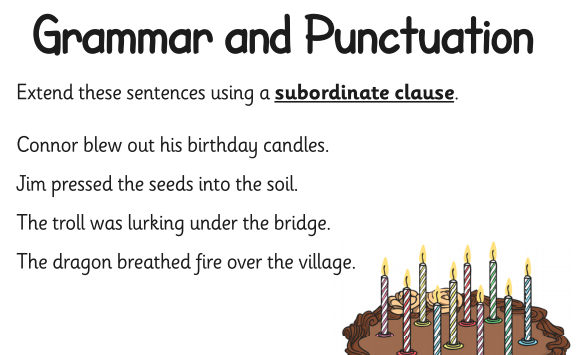 Grammar and Punctuation
Extend these sentences using a subordinate clause.
Connor blew out his birthday candles.
Jim pressed the seeds into the soil.
The troll was lurking under the bridge.
The dragon breathed fire over the village.